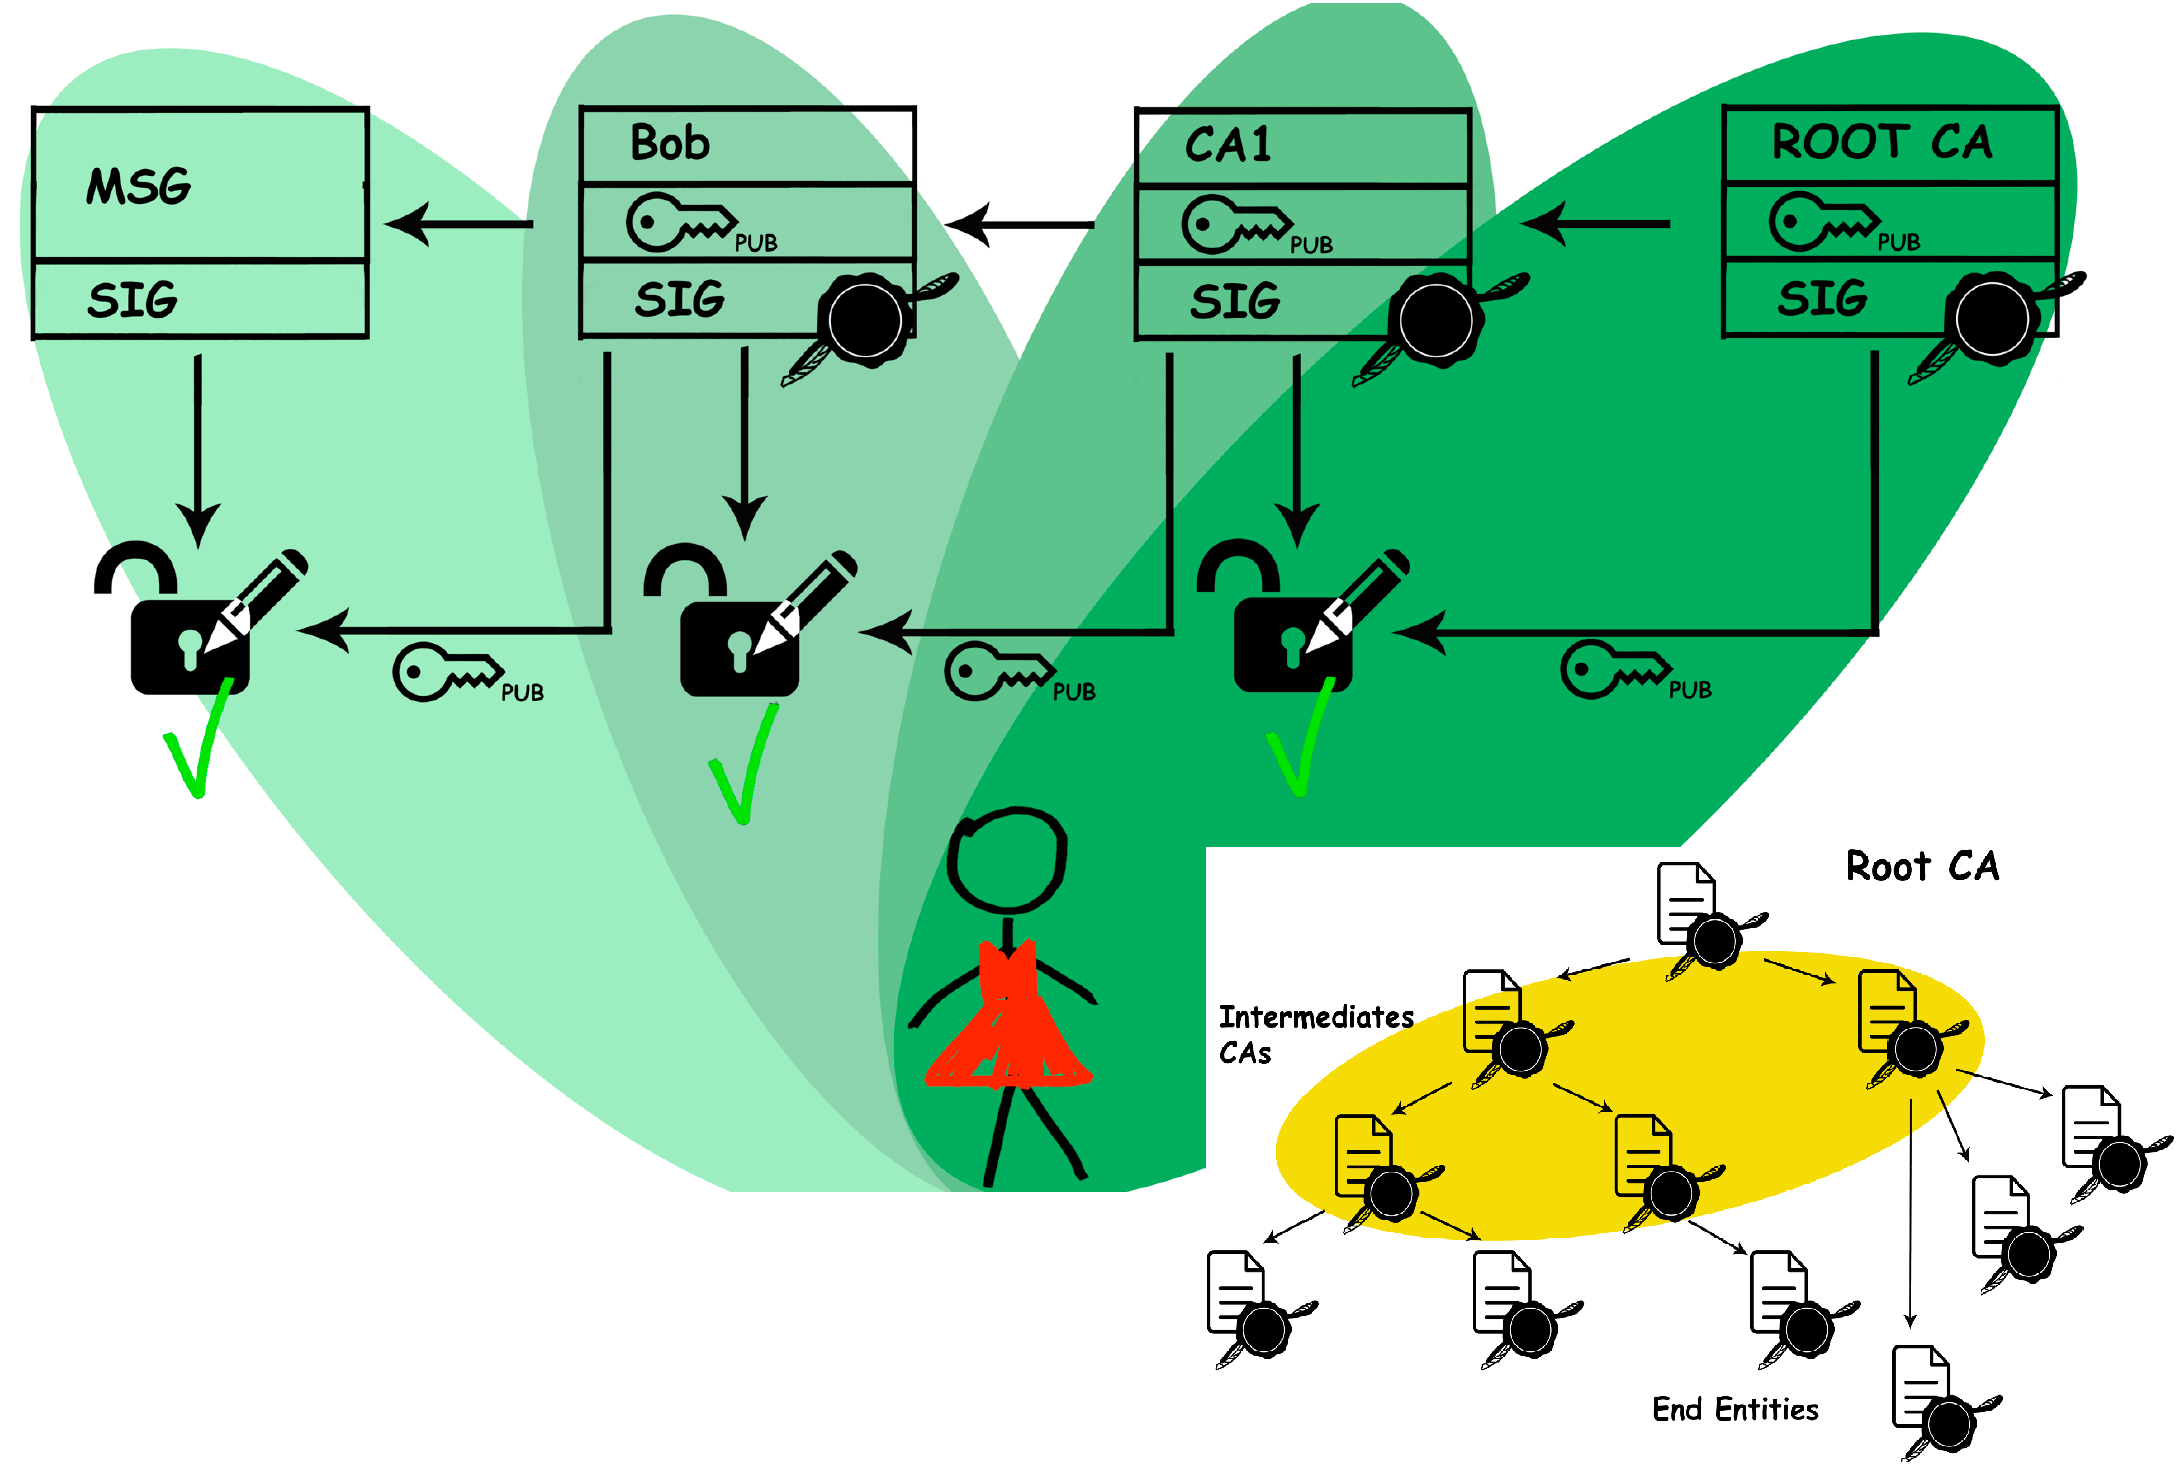 MSG
SIG
Bob
PUB
SIG
CA1
PUB
SIG
ROOT CA
PUB
SIG
PUB
PUB
PUB
Root CA
Intermediates
CAs
End Entities